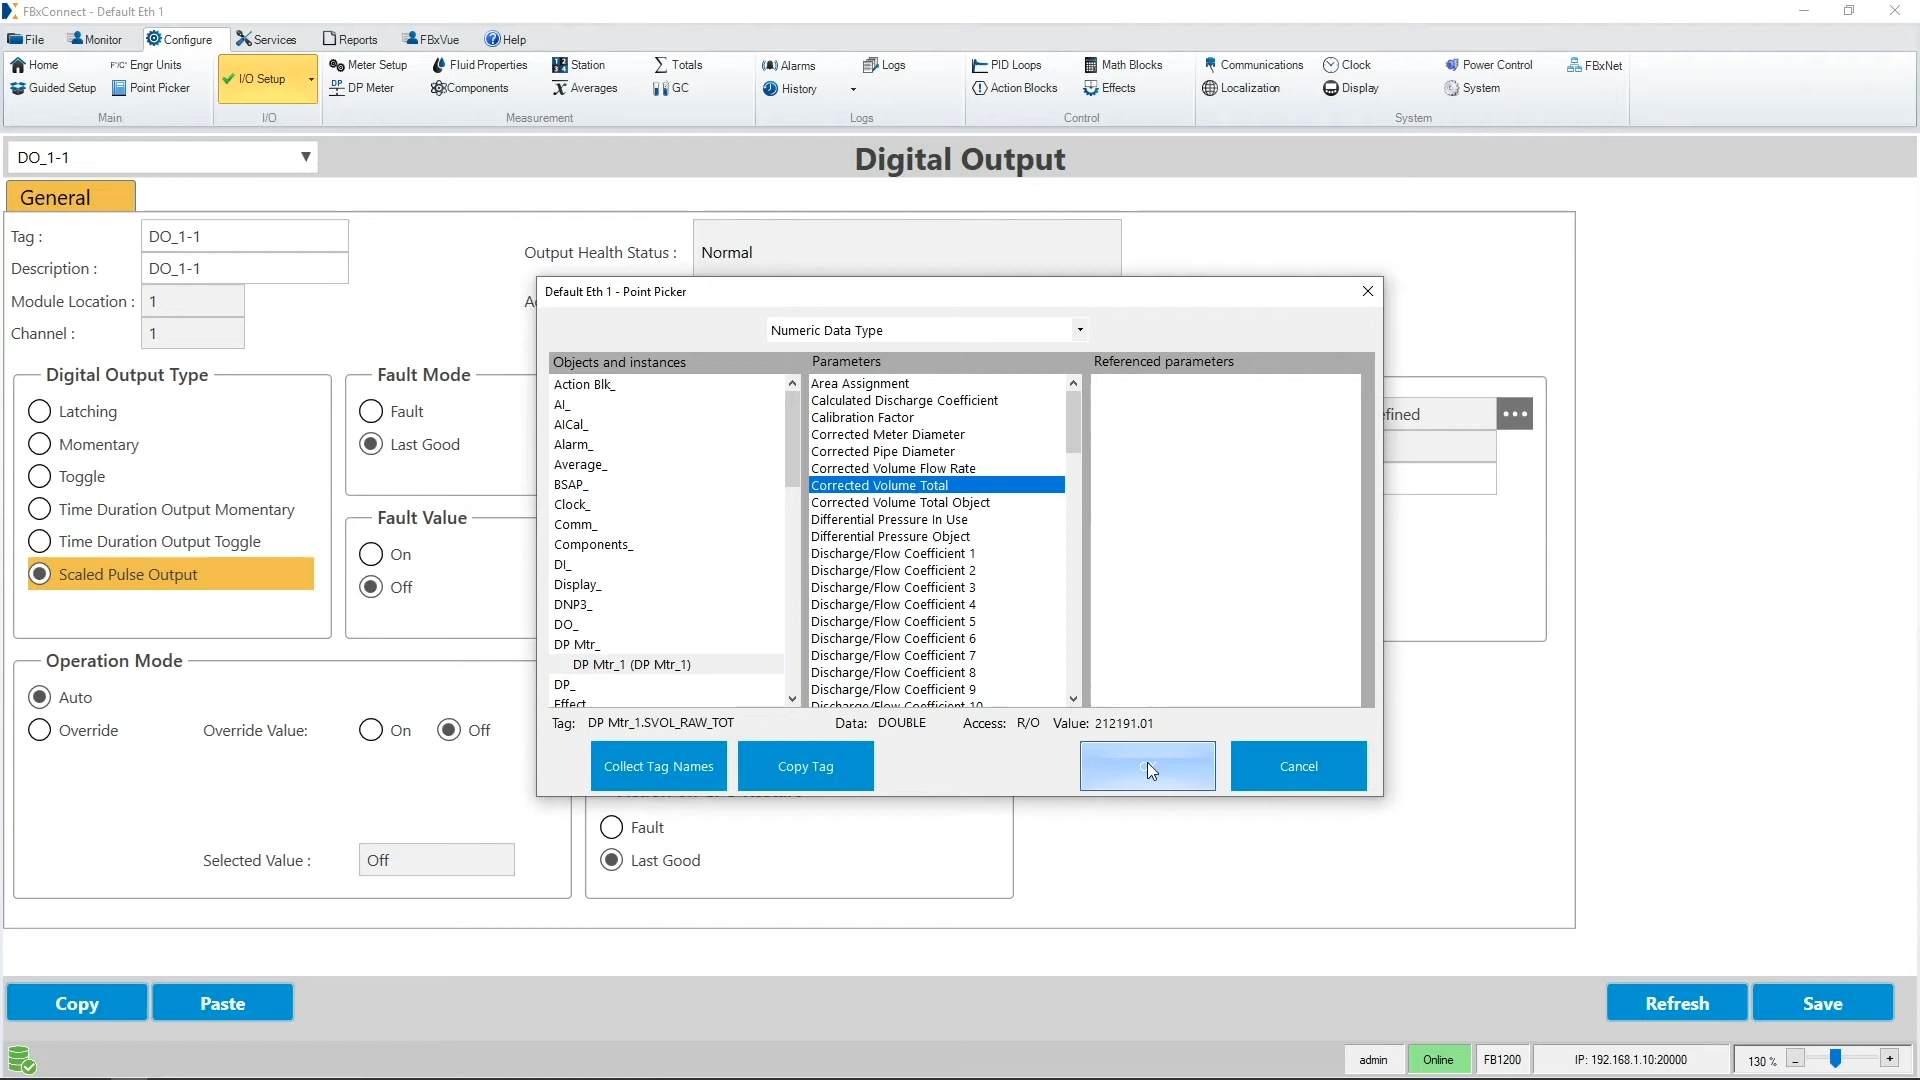 FBxConnect - Default Eth 1
File Monitor Configure Services Reports FBxVue Help
Home Engr Units I/O Setup Meter Setup Fluid Properties Station Totals Alarms Logs PID Loops Math Blocks Communications Clock Power Control FBxNet
Guided Setup Point Picker DP Meter Components Averages GC History Action Blocks Effects Localization Display System
Main I/O Measurement Logs Control System
DO_1-1
Digital Output
General
Tag : DO_1-1
Description : DO_1-1
Module Location : 1
Channel : 1
Output Health Status : Normal
Digital Output Type
Latching
Momentary
Toggle
Time Duration Output Momentary
Time Duration Output Toggle
Scaled Pulse Output
Fault Mode
Fault
Last Good
Fault Value
On
Off
Operation Mode
Auto
Override Override Value: On Off
Selected Value : Off
Default Eth 1 - Point Picker
Numeric Data Type
Objects and instances
Action Blk_
AI_
AICal_
Alarm_
Average_
BSAP_
Clock_
Comm_
Components_
DI_
Display_
DNP3_
DO_
DP Mtr_
DP Mtr_1 (DP Mtr_1)
DP_
Effect
Parameters
Area Assignment
Calculated Discharge Coefficient
Calibration Factor
Corrected Meter Diameter
Corrected Pipe Diameter
Corrected Volume Flow Rate
Corrected Volume Total
Corrected Volume Total Object
Differential Pressure In Use
Differential Pressure Object
Discharge/Flow Coefficient 1
Discharge/Flow Coefficient 2
Discharge/Flow Coefficient 3
Discharge/Flow Coefficient 4
Discharge/Flow Coefficient 5
Discharge/Flow Coefficient 6
Discharge/Flow Coefficient 7
Discharge/Flow Coefficient 8
Discharge/Flow Coefficient 9
Discharge/Flow Coefficient 10
Referenced parameters
Tag: DP Mtr_1.SVOL_RAW_TOT Data: DOUBLE Access: R/O Value: 212191.01
Collect Tag Names Copy Tag Cancel
fined
Fault
Last Good
Copy Paste Refresh Save
admin Online FB1200 IP: 192.168.1.10:20000 130 % - +